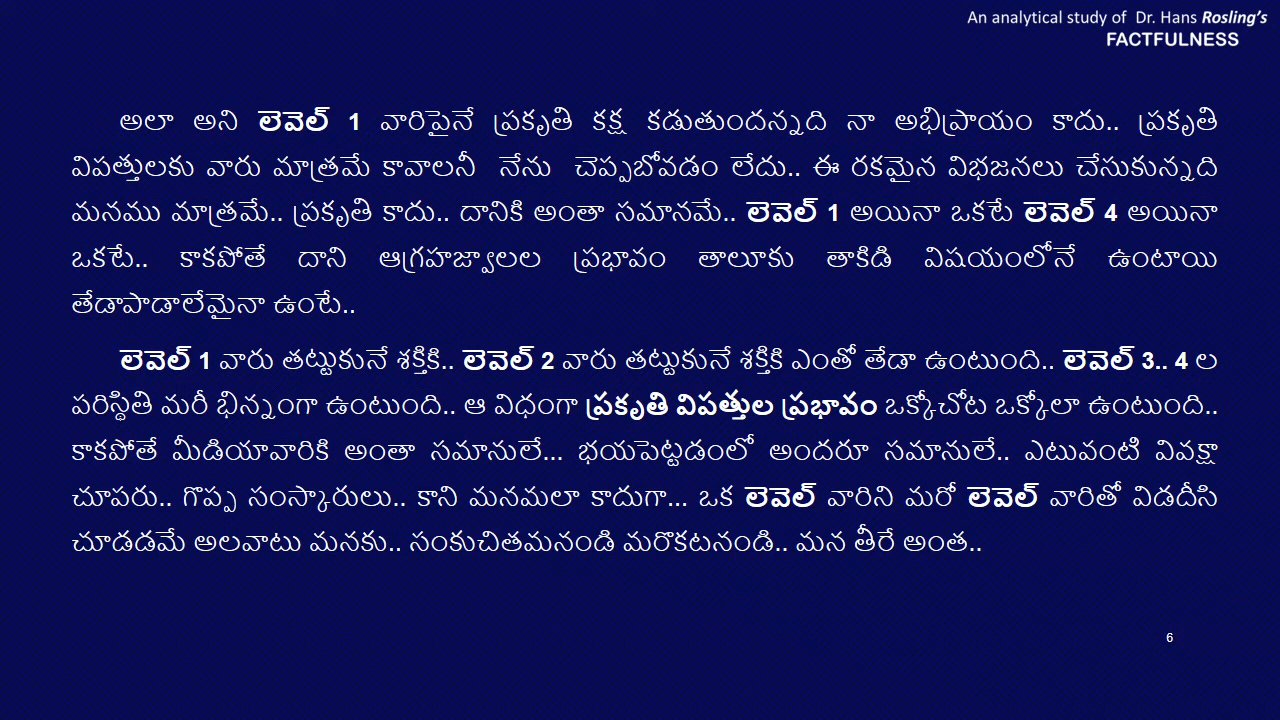 An analytical study of Dr. Hans Rosling's
FACTFULNESS
అలా అని లెవెల్ 1 వారిపైనే ప్రకృతి కక్ష కడుతుందన్నది నా అభిప్రాయం కాదు.. ప్రకృతి
విపత్తులకు వారు మాత్రమే కావాలనీ నేను చెప్పబోవడం లేదు.. ఈ రకమైన విభజనలు చేసుకున్నది
మనము మాత్రమే.. ప్రకృతి కాదు.. దానికి అంతా సమానమే.. లెవెల్ 1 అయినా ఒకటే లెవెల్ 4 అయినా
ఒకటే.. కాకపోతే దాని ఆగ్రహజ్వాలల ప్రభావం తాలూకు తాకిడి విషయంలోనే ఉంటాయి
తేడాపాడాలేమైనా ఉంటే..
లెవెల్ 1 వారు తట్టుకునే శక్తికి.. లెవెల్ 2 వారు తట్టుకునే శక్తికి ఎంతో తేడా ఉంటుంది.. లెవెల్ 3.. 4 ల
పరిస్థితి మరీ భిన్నంగా ఉంటుంది.. ఆ విధంగా ప్రకృతి విపత్తుల ప్రభావం ఒక్కోచోట ఒక్కోలా ఉంటుంది..
కాకపోతే మీడియావారికి అంతా సమానులే... భయపెట్టడంలో అందరూ సమానులే.. ఎటువంటి వివక్షా
చూపరు.. గొప్ప సంస్కారులు.. కాని మనమలా కాదుగా... ఒక లెవెల్ వారిని మరో లెవెల్ వారితో విడదీసి
చూడడమే అలవాటు మనకు.. సంకుచితమనండి మరొకటనండి.. మన తీరే అంత..
6